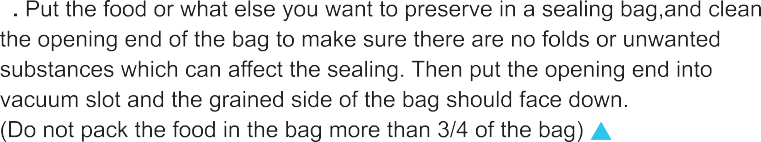 . Put the food or what else you want to preserve in a sealing bag,and clean
the opening end of the bag to make sure there are no folds or unwanted
substances which can affect the sealing. Then put the opening end into
vacuum slot and the grained side of the bag should face down.
(Do not pack the food in the bag more than 3/4 of the bag)